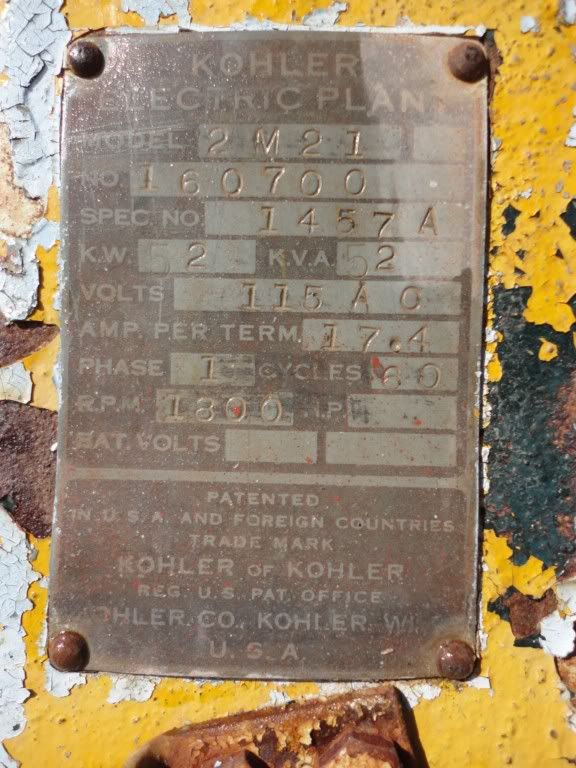 KOHLER
ELECTRIC PLANT
MODEL 2M21
NO 160700
SPEC. NO. 1457A
K.W. 2 K.V.A. 2
VOLTS 115 AC
AMP. PER TERM. 17.4
PHASE 1 CYCLES 60
R.P.M. 1800 H.P.
BAT. VOLTS
PATENTED
IN U.S.A. AND FOREIGN COUNTRIES
TRADE MARK
KOHLER OF KOHLER
REG. U.S. PAT. OFFICE
KOHLER CO., KOHLER, WIS.
U.S.A.